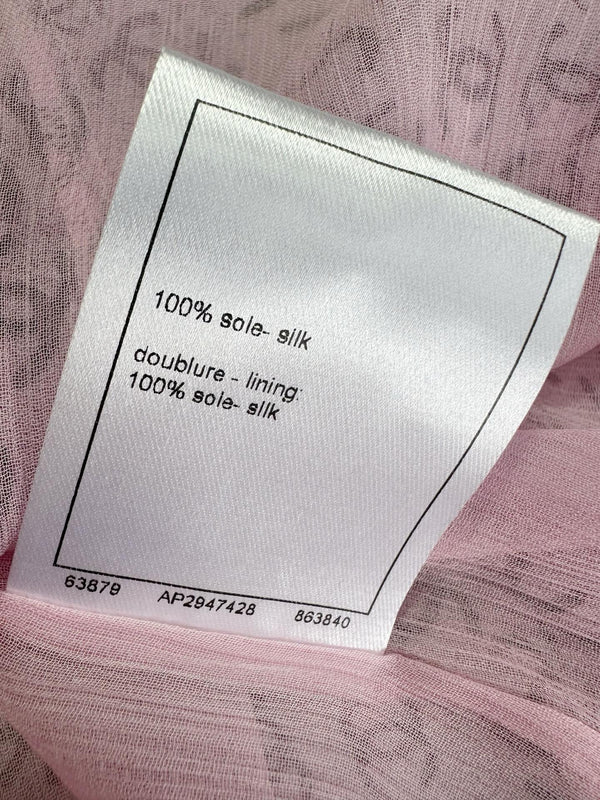 100% soie- silk
doublure - lining:
100% soie- silk
63879 AP2947428 863840